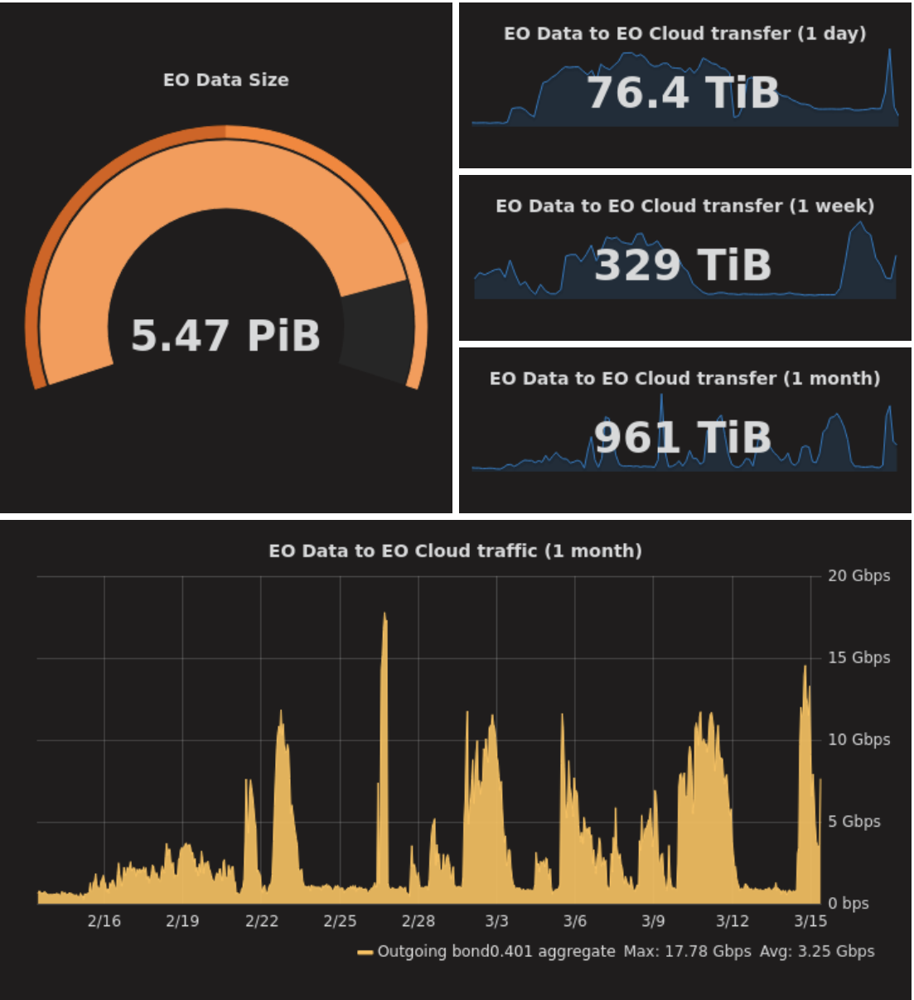 EO Data Size
5.47 PiB
EO Data to EO Cloud transfer (1 day)
76.4 TiB
EO Data to EO Cloud transfer (1 week)
329 TiB
EO Data to EO Cloud transfer (1 month)
961 TiB
EO Data to EO Cloud traffic (1 month)
20 Gbps
15 Gbps
10 Gbps
5 Gbps
0 bps
2/16 2/19 2/22 2/25 2/28 3/3 3/6 3/9 3/12 3/15
Outgoing bond0.401 aggregate Max: 17.78 Gbps Avg: 3.25 Gbps